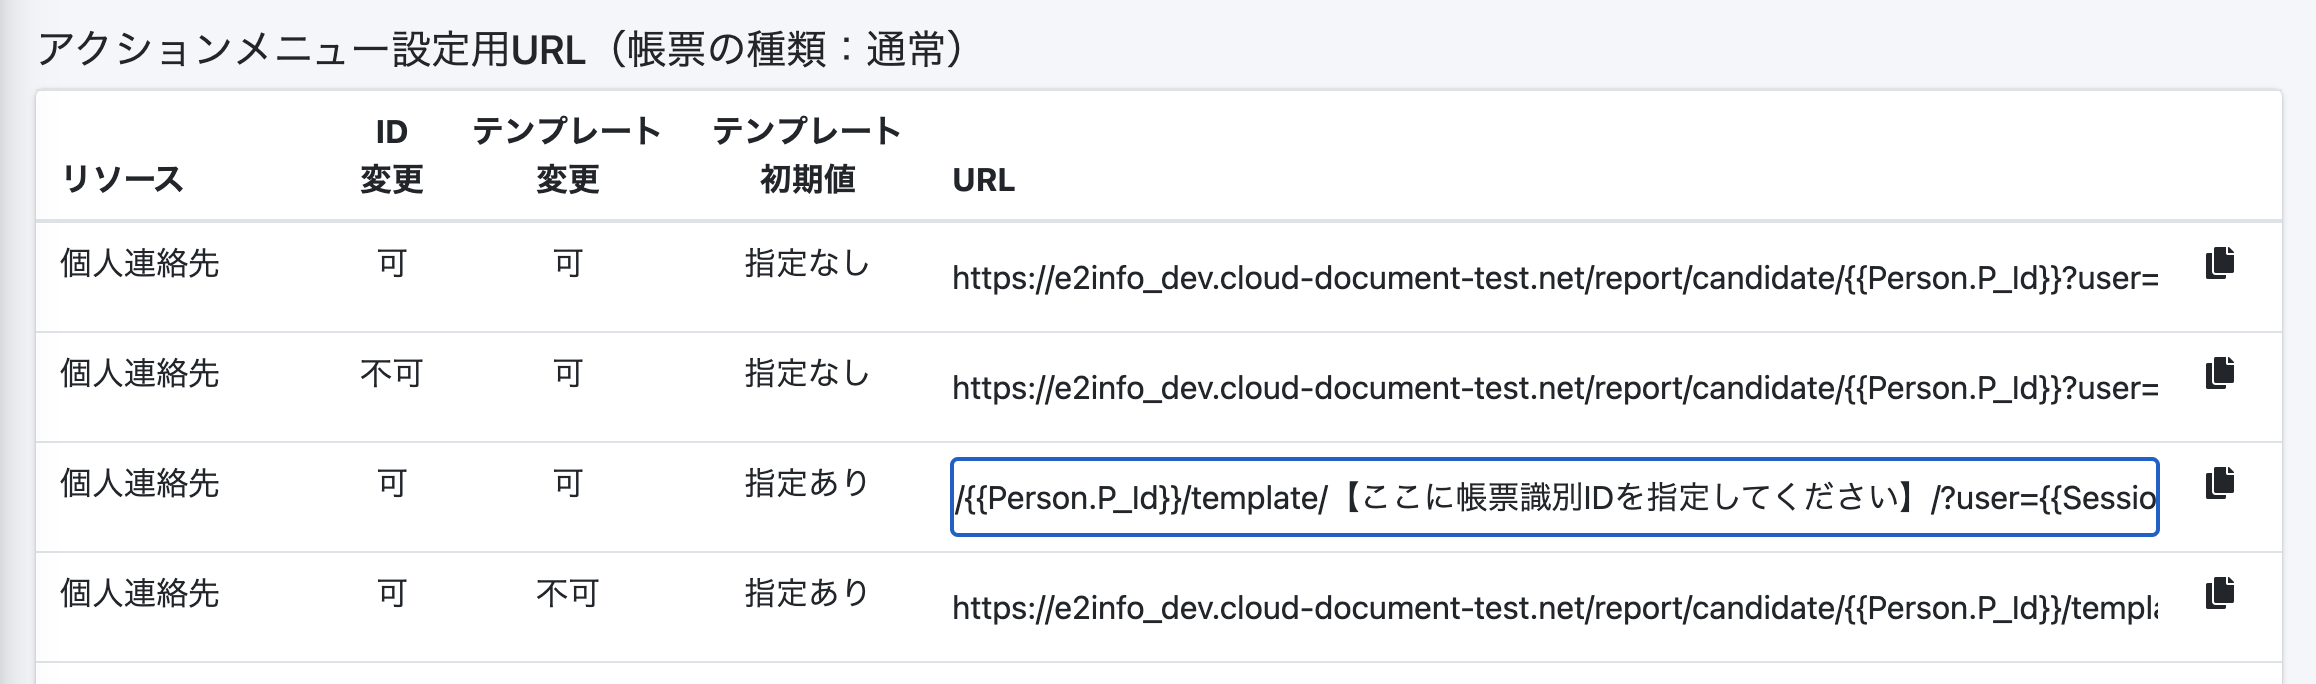 アクションメニュー設定用URL（帳票の種類：通常）
リソース ID変更 テンプレート変更 テンプレート初期値 URL
個人連絡先 可 可 指定なし https://e2info_dev.cloud-document-test.net/report/candidate/{{Person.P_Id}}?user=
個人連絡先 不可 可 指定なし https://e2info_dev.cloud-document-test.net/report/candidate/{{Person.P_Id}}?user=
個人連絡先 可 可 指定あり /{{Person.P_Id}}/template/【ここに帳票識別IDを指定してください】/?user={{Sessio
個人連絡先 可 不可 指定あり https://e2info_dev.cloud-document-test.net/report/candidate/{{Person.P_Id}}/templa